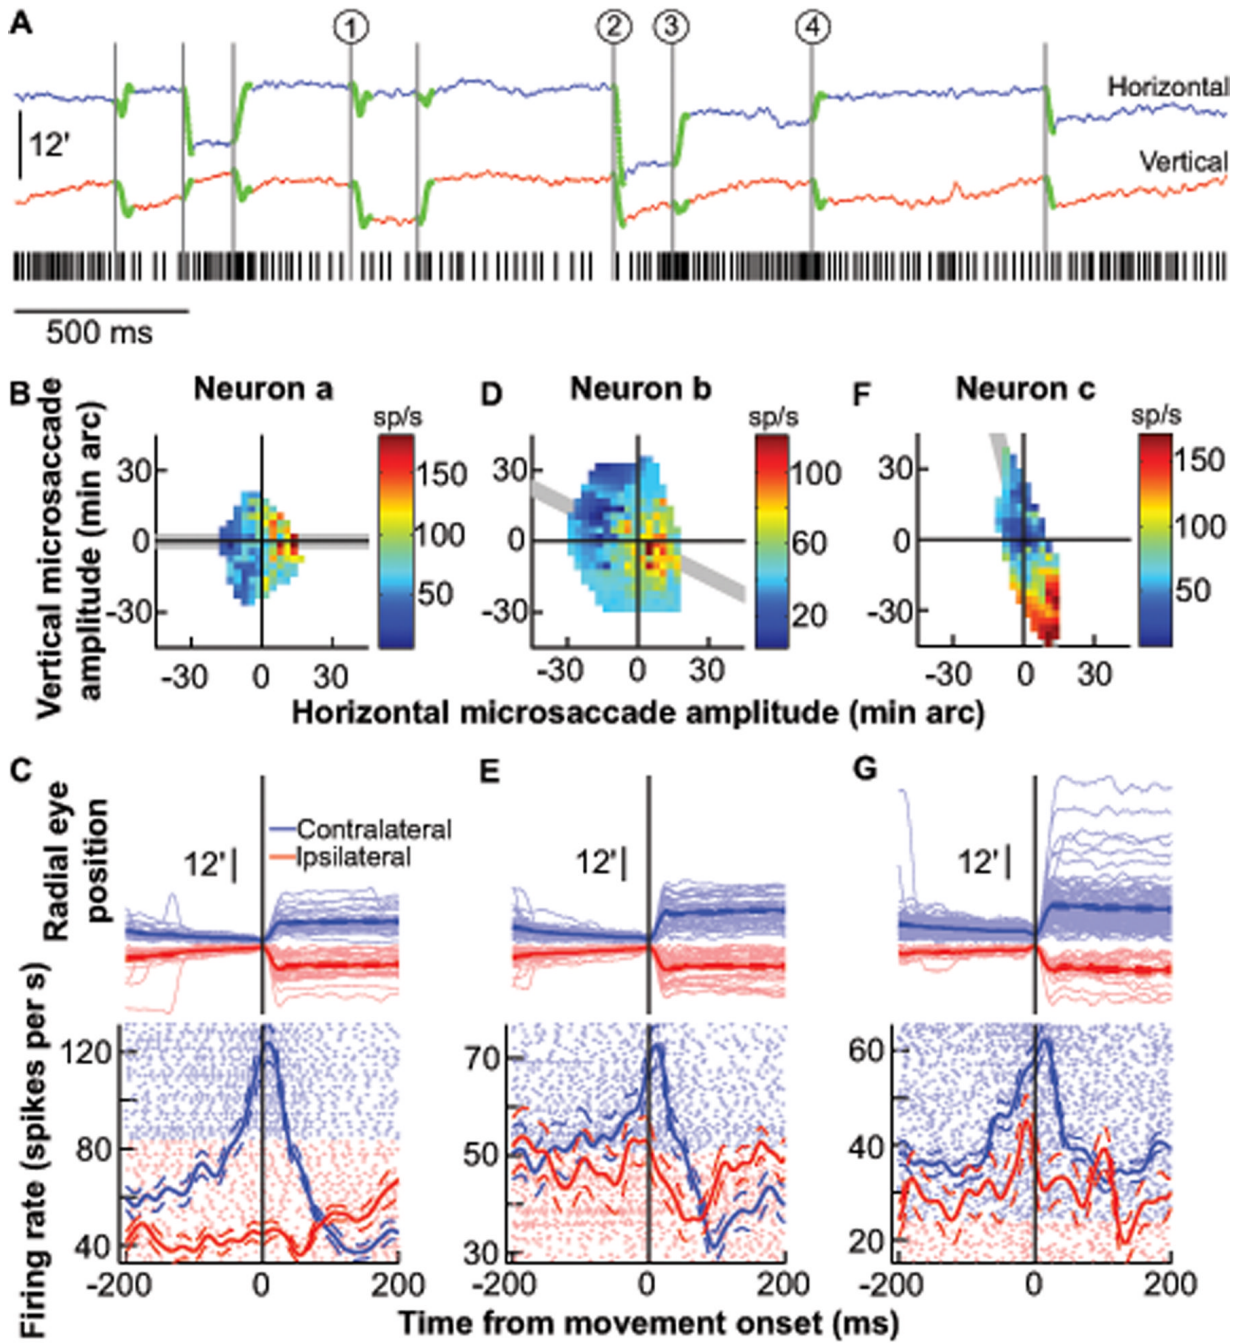 A
1 2 3 4
Horizontal
12'
Vertical
500 ms
B Neuron a D Neuron b F Neuron c
sp/s sp/s sp/s
Vertical microsaccade
amplitude (min arc)
30 150 30 100 30 150
0 100 0 60 0 100
-30 50 -30 20 -30 50
-30 0 30 -30 0 30 -30 0 30
Horizontal microsaccade amplitude (min arc)
C E G
Radial eye
position
Contralateral
Ipsilateral
12' 12' 12'
Firing rate (spikes per s)
120 70 60
80 50 40
40 30 20
-200 0 200 -200 0 200 -200 0 200
Time from movement onset (ms)